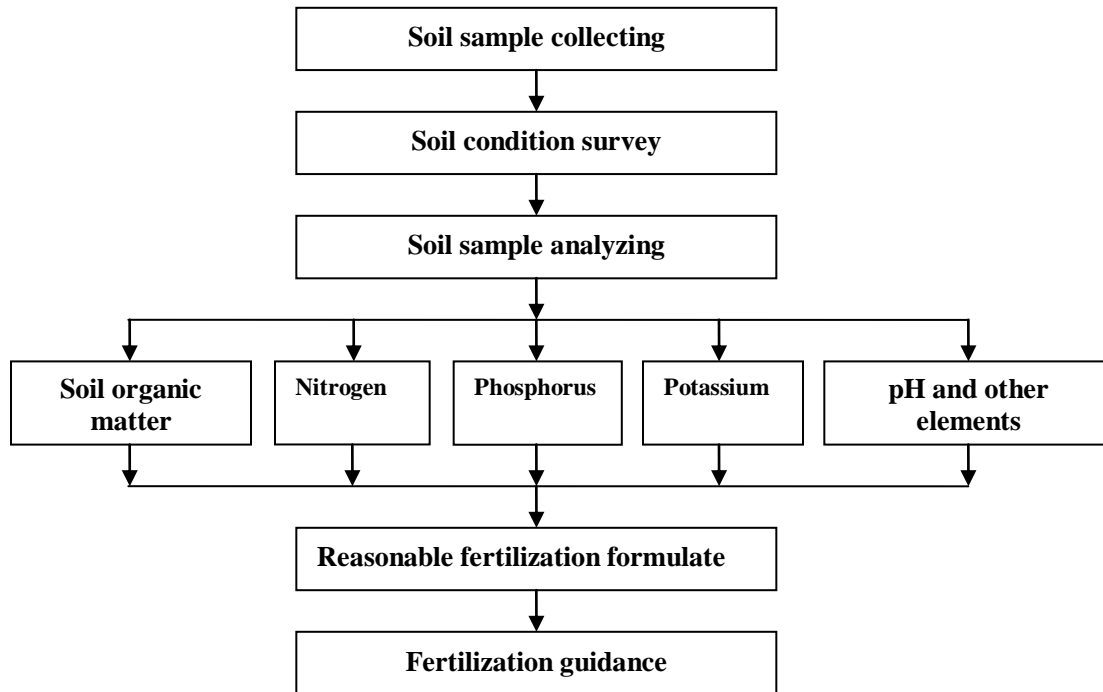 Soil sample collecting
Soil condition survey
Soil sample analyzing
Soil organic
matter
Nitrogen
Phosphorus
Potassium
pH and other
elements
Reasonable fertilization formulate
Fertilization guidance